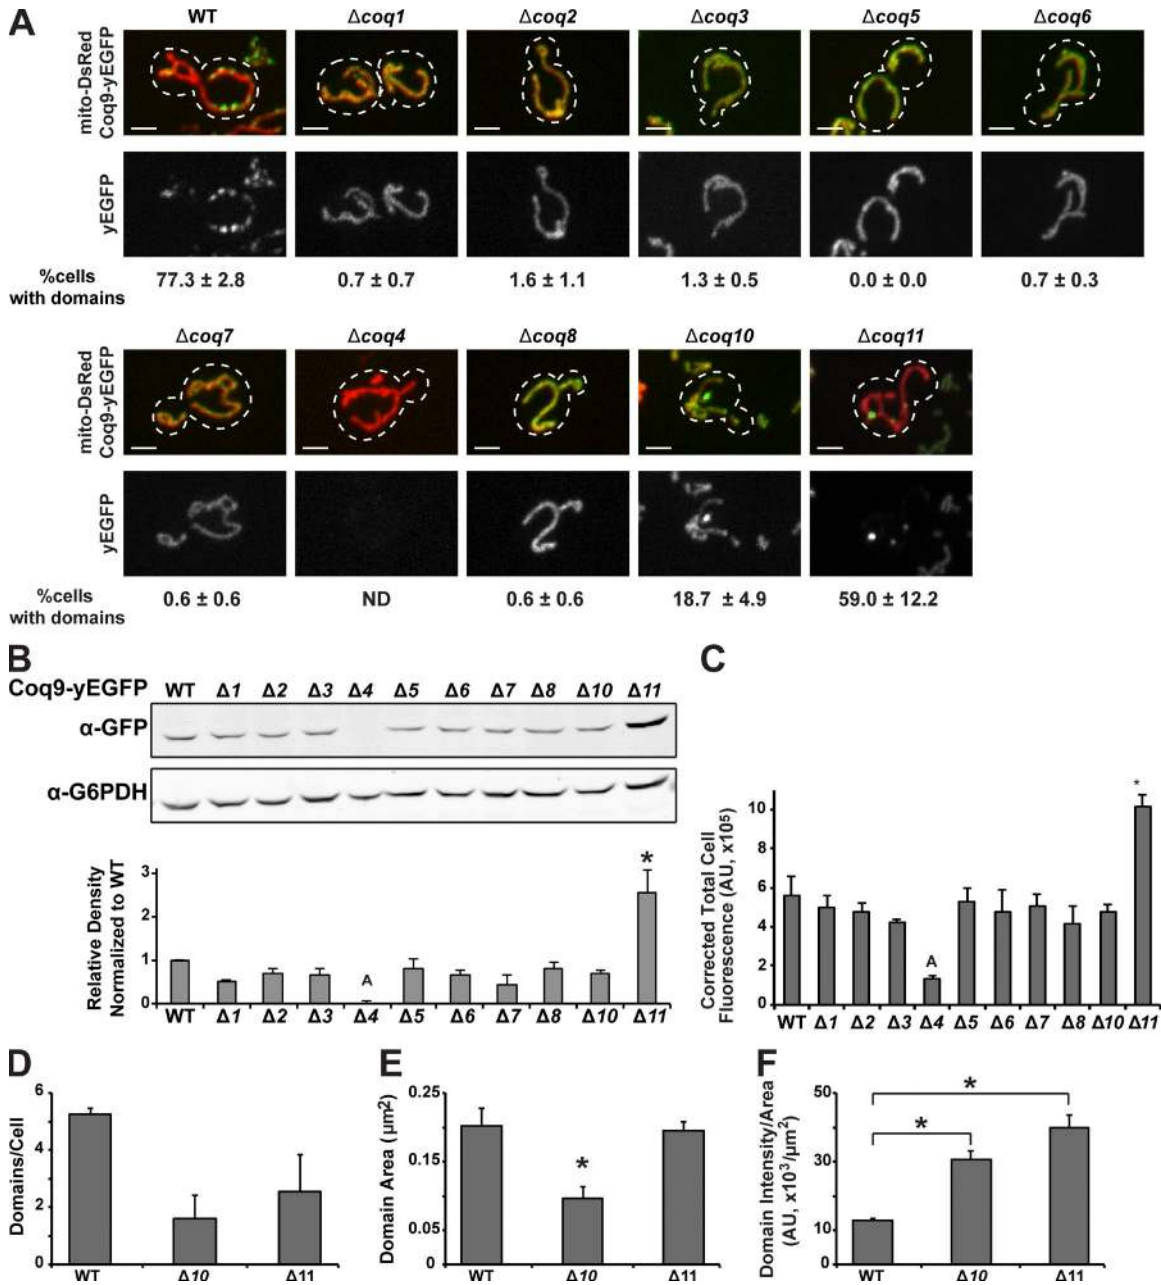 A
WT Δcoq1 Δcoq2 Δcoq3 Δcoq5 Δcoq6
mito-DsRed
Coq9-yEGFP
yEGFP
%cells
with domains
77.3 ± 2.8 0.7 ± 0.7 1.6 ± 1.1 1.3 ± 0.5 0.0 ± 0.0 0.7 ± 0.3
Δcoq7 Δcoq4 Δcoq8 Δcoq10 Δcoq11
mito-DsRed
Coq9-yEGFP
yEGFP
%cells
with domains
0.6 ± 0.6 ND 0.6 ± 0.6 18.7 ± 4.9 59.0 ± 12.2
B
Coq9-yEGFP WT Δ1 Δ2 Δ3 Δ4 Δ5 Δ6 Δ7 Δ8 Δ10 Δ11
α-GFP
α-G6PDH
Relative Density
Normalized to WT
3
2
1
0
A
*
WT Δ1 Δ2 Δ3 Δ4 Δ5 Δ6 Δ7 Δ8 Δ10 Δ11
C
Corrected Total Cell
Fluorescence (AU, x10⁵)
10
8
6
4
2
0
A
*
WT Δ1 Δ2 Δ3 Δ4 Δ5 Δ6 Δ7 Δ8 Δ10 Δ11
D
Domains/Cell
6
4
2
0
WT Δ10 Δ11
E
Domain Area (µm²)
0.25
0.15
0.05
0
*
WT Δ10 Δ11
F
Domain Intensity/Area
(AU, x10³/µm²)
50
30
10
*
*
WT Δ10 Δ11